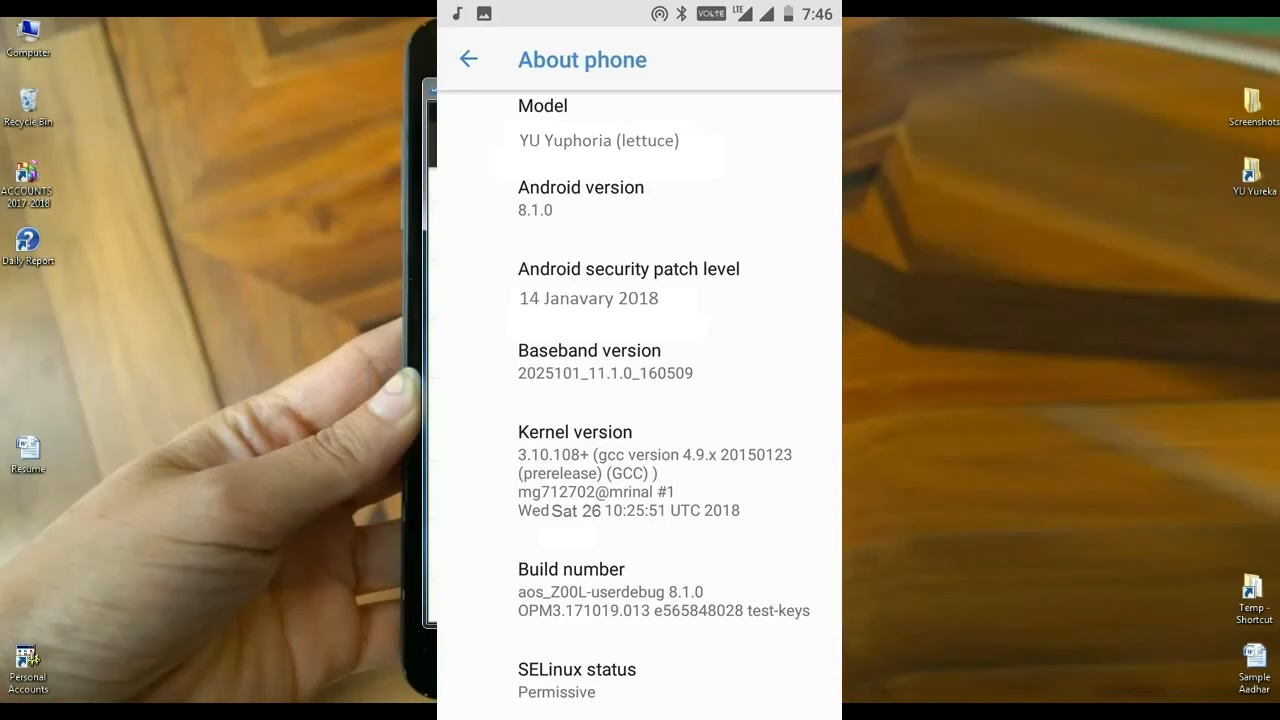 Computer
Recycle Bin
ACCOUNTS
2017-2018
Daily Report
Resume
Personal
Accounts
VOLTE
LTE
7:46
About phone
Model
YU Yuphoria (lettuce)
Android version
8.1.0
Android security patch level
14 Janavary 2018
Baseband version
2025101_11.1.0_160509
Kernel version
3.10.108+ (gcc version 4.9.x 20150123
(prerelease) (GCC) )
mg712702@mrinal #1
Wed Sat 26 10:25:51 UTC 2018
Build number
aos_Z00L-userdebug 8.1.0
OPM3.171019.013 e565848028 test-keys
SELinux status
Permissive
Screenshots
YU Yureka
Temp -
Shortcut
Sample
Aadhar